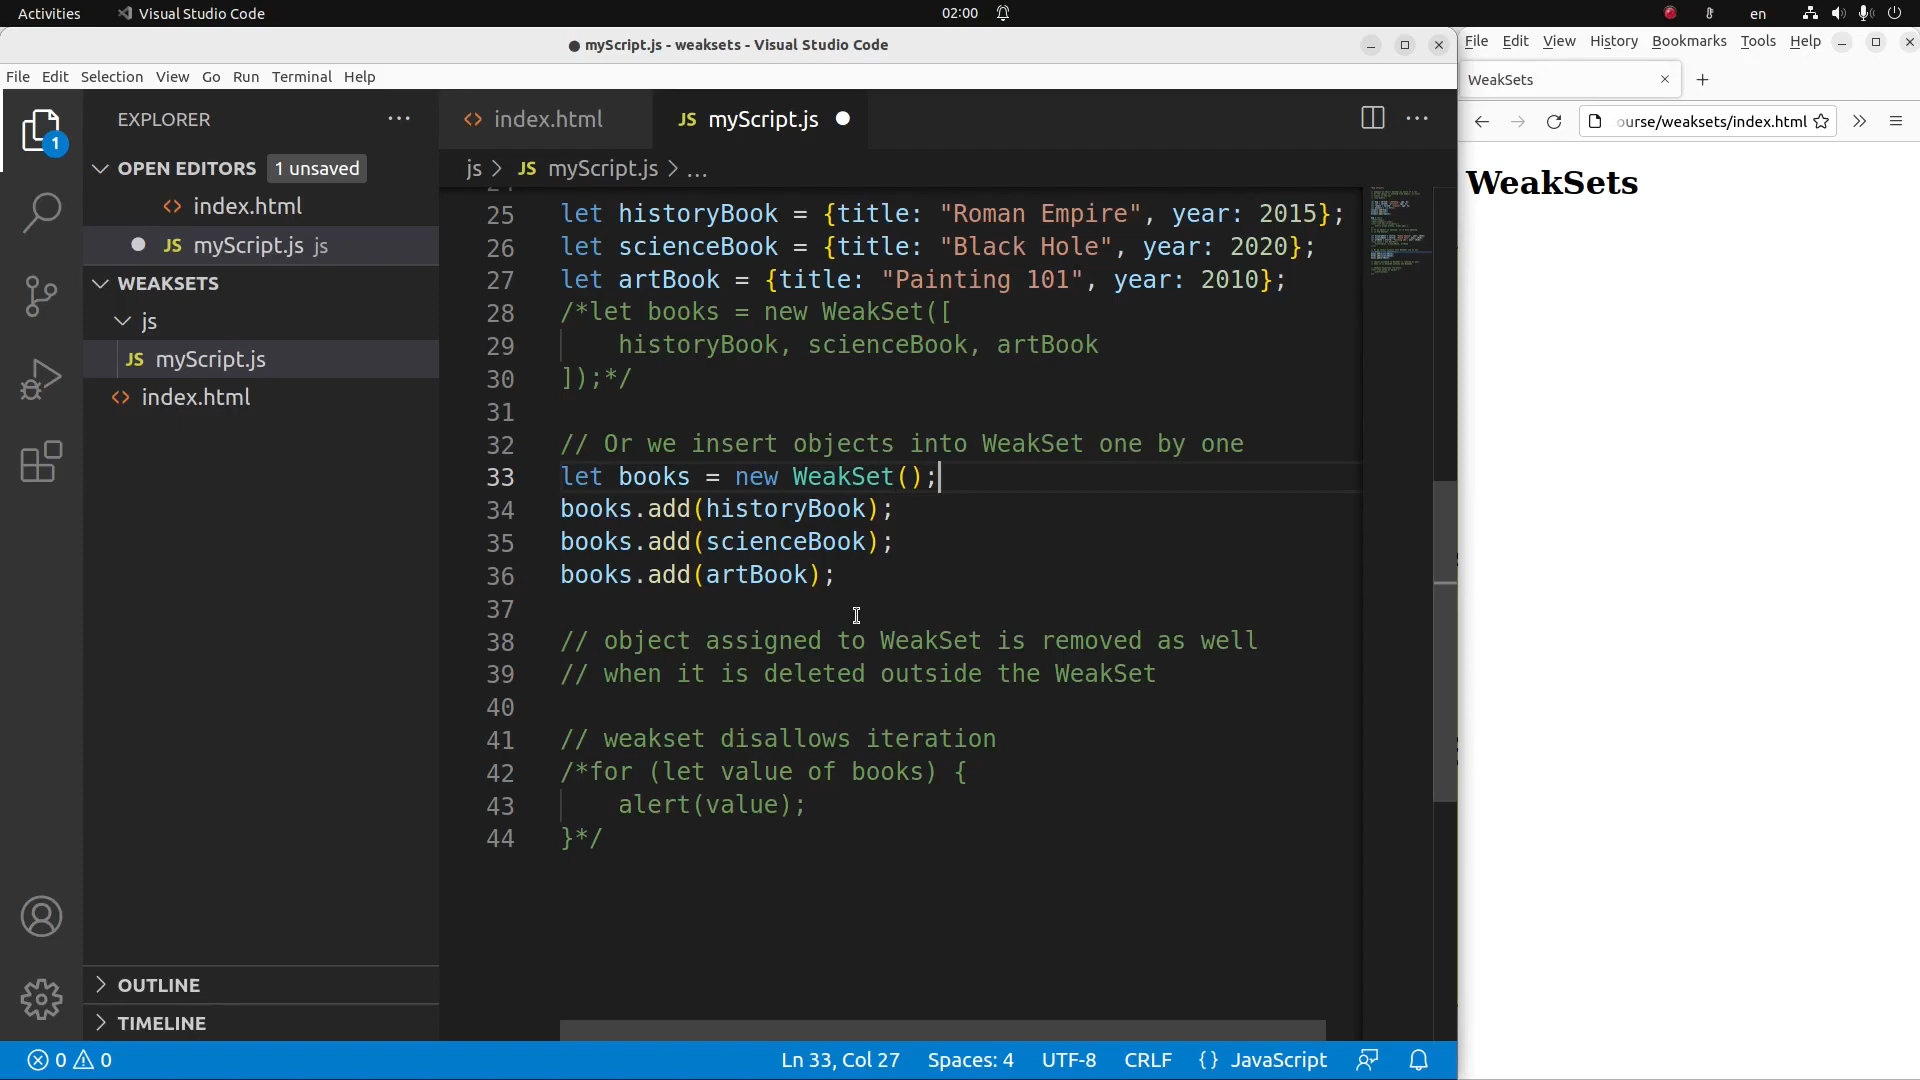 Activities
Visual Studio Code
02:00
en
myScript.js - weaksets - Visual Studio Code
File Edit Selection View Go Run Terminal Help
EXPLORER
OPEN EDITORS 1 unsaved
index.html
myScript.js js
WEAKSETS
js
myScript.js
index.html
OUTLINE
TIMELINE
1
index.html
myScript.js
js > myScript.js > ...
25 let historyBook = {title: "Roman Empire", year: 2015};
26 let scienceBook = {title: "Black Hole", year: 2020};
27 let artBook = {title: "Painting 101", year: 2010};
28 /*let books = new WeakSet([
29 historyBook, scienceBook, artBook
30 ]);*/
31
32 // Or we insert objects into WeakSet one by one
33 let books = new WeakSet();
34 books.add(historyBook);
35 books.add(scienceBook);
36 books.add(artBook);
37
38 // object assigned to WeakSet is removed as well
39 // when it is deleted outside the WeakSet
40
41 // weakset disallows iteration
42 /*for (let value of books) {
43 alert(value);
44 }*/
0 0
Ln 33, Col 27 Spaces: 4 UTF-8 CRLF {} JavaScript
File Edit View History Bookmarks Tools Help
WeakSets
ourse/weaksets/index.html
WeakSets